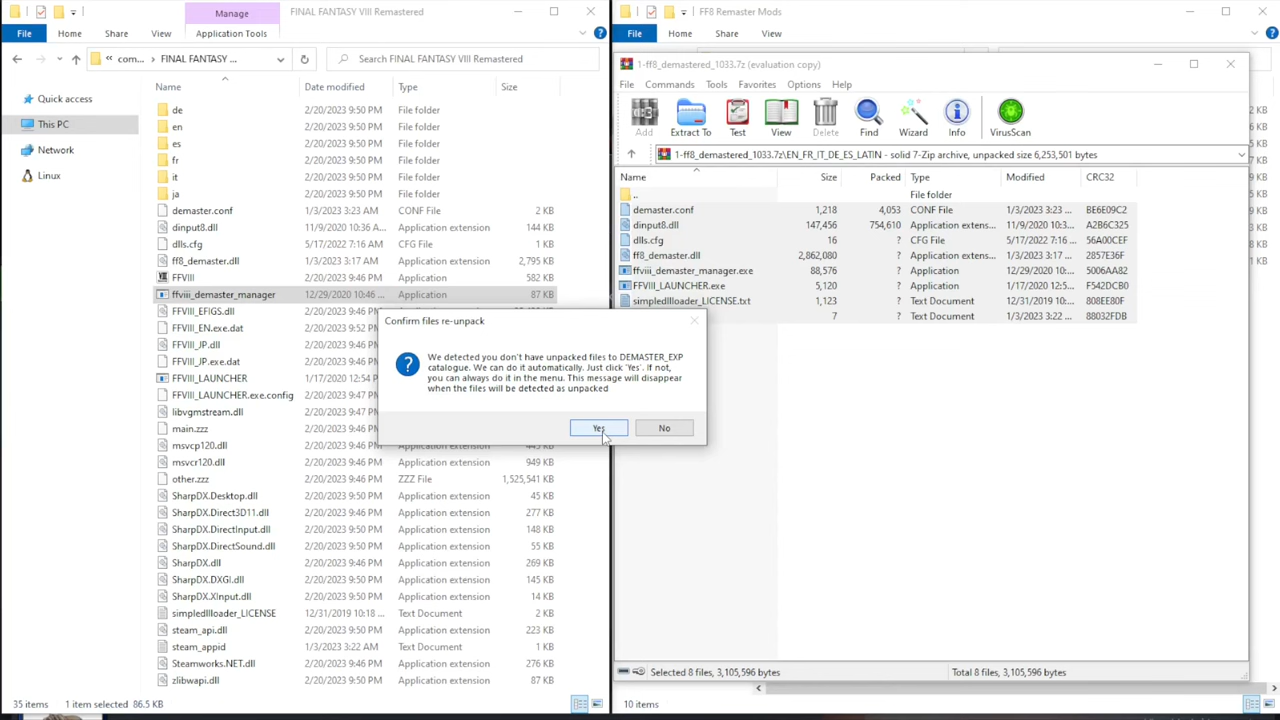 Manage
FINAL FANTASY VIII Remastered
File
Home
Share
View
Application Tools
com...
FINAL FANTASY ...
Search FINAL FANTASY VIII Remastered
Quick access
This PC
Network
Linux
Name Date modified Type Size
de 2/20/2023 9:50 PM File folder
en 2/20/2023 9:50 PM File folder
es 2/20/2023 9:50 PM File folder
fr 2/20/2023 9:50 PM File folder
it 2/20/2023 9:50 PM File folder
ja 2/20/2023 9:50 PM File folder
demaster.conf 1/3/2023 3:23 AM CONF File 2 KB
dinput8.dll 11/9/2020 10:36 A... Application extension 144 KB
dlls.cfg 5/17/2022 7:16 AM CFG File 1 KB
ff8_demaster.dll 1/3/2023 3:17 AM Application extension 2,795 KB
FFVIII 2/20/2023 9:46 PM Application 582 KB
ffviii_demaster_manager 12/29/2020 10:46 ... Application 87 KB
FFVIII_EFIGS.dll 2/20/2023 9:46 P
FFVIII_EN.exe.dat 2/20/2023 9:46 P
FFVIII_JP.dll 2/20/2023 9:46 P
FFVIII_JP.exe.dat 2/20/2023 9:46 P
FFVIII_LAUNCHER 1/17/2020 12:54
FFVIII_LAUNCHER.exe.config 2/20/2023 9:46 P
libvgmstream.dll 2/20/2023 9:46 P
main.zzz 2/20/2023 9:46 P
msvcp120.dll 2/20/2023 9:46 PM Application extension
msvcr120.dll 2/20/2023 9:46 PM Application extension 949 KB
other.zzz 2/20/2023 9:46 PM ZZZ File 1,525,541 KB
SharpDX.Desktop.dll 2/20/2023 9:50 PM Application extension 45 KB
SharpDX.Direct3D11.dll 2/20/2023 9:50 PM Application extension 277 KB
SharpDX.DirectInput.dll 2/20/2023 9:50 PM Application extension 148 KB
SharpDX.DirectSound.dll 2/20/2023 9:50 PM Application extension 55 KB
SharpDX.dll 2/20/2023 9:50 PM Application extension 269 KB
SharpDX.DXGI.dll 2/20/2023 9:50 PM Application extension 145 KB
SharpDX.XInput.dll 2/20/2023 9:50 PM Application extension 14 KB
simpledllloader_LICENSE 12/31/2019 10:18 ... Text Document 2 KB
steam_api.dll 2/20/2023 9:50 PM Application extension 223 KB
steam_appid 1/3/2023 3:22 AM Text Document 1 KB
Steamworks.NET.dll 2/20/2023 9:46 PM Application extension 276 KB
zlibwapi.dll 2/20/2023 9:50 PM Application extension 87 KB
35 items 1 item selected 86.5 KB
Confirm files re-unpack
We detected you don't have unpacked files to DEMASTER_EXP
catalogue. We can do it automatically. Just click 'Yes'. If not,
you can always do it in the menu. This message will disappear
when the files will be detected as unpacked
Yes
No
FF8 Remaster Mods
File
Home
Share
View
1-ff8_demastered_1033.7z (evaluation copy)
File Commands Tools Favorites Options Help
Add
Extract To
Test
View
Delete
Find
Wizard
Info
VirusScan
1-ff8_demastered_1033.7z\EN_FR_IT_DE_ES_LATIN - solid 7-Zip archive, unpacked size 6,253,501 bytes
Name Size Packed Type Modified CRC32
.. File folder
demaster.conf 1,218 4,053 CONF File 1/3/2023 3:23 ... BE6E09C2
dinput8.dll 147,456 754,610 Application extens... 11/9/2020 10:3... A2B6C325
dlls.cfg 16 ? CFG File 5/17/2022 7:16 ... 56A00CEF
ff8_demaster.dll 2,862,080 ? Application extens... 1/3/2023 3:17 ... 2857E36F
ffviii_demaster_manager.exe 88,576 ? Application 12/29/2020 10:... 5006AA82
FFVIII_LAUNCHER.exe 5,120 ? Application 1/17/2020 12:5... F542DCB0
simpledllloader_LICENSE.txt 1,123 ? Text Document 12/31/2019 10:... 808EE80F
7 ? Text Document 1/3/2023 3:22 ... 88032FDB
Selected 8 files, 3,105,596 bytes
Total 8 files, 3,105,596 bytes
10 items